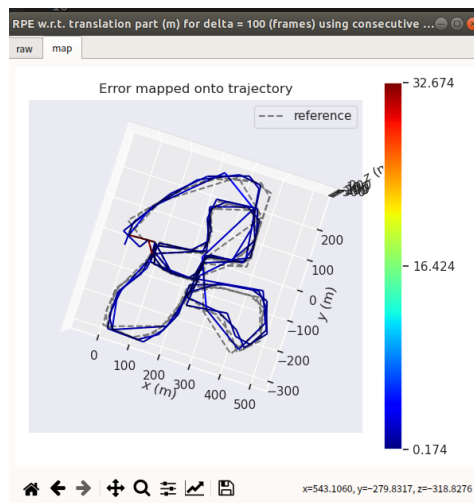 RPE w.r.t. translation part (m) for delta = 100 (frames) using consecutive ...
raw map
Error mapped onto trajectory
reference
32.674
16.424
0.174
z
200
100
0
−100
−200
−300
y (m)
0
100
200
300
400
500
x (m)
x=543.1060, y=−279.8317, z=−318.8276